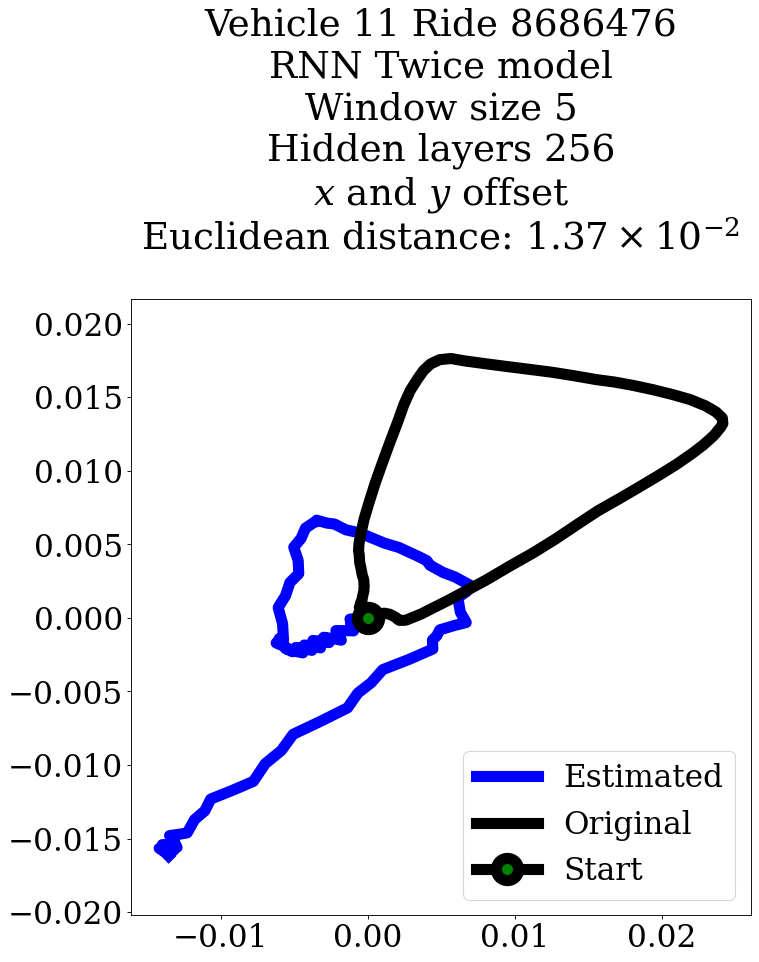 Vehicle 11 Ride 8686476
RNN Twice model
Window size 5
Hidden layers 256
x and y offset
Euclidean distance: 1.37 × 10⁻²
0.020
0.015
0.010
0.005
0.000
−0.005
−0.010
−0.015
−0.020
Estimated
Original
Start
−0.01 0.00 0.01 0.02